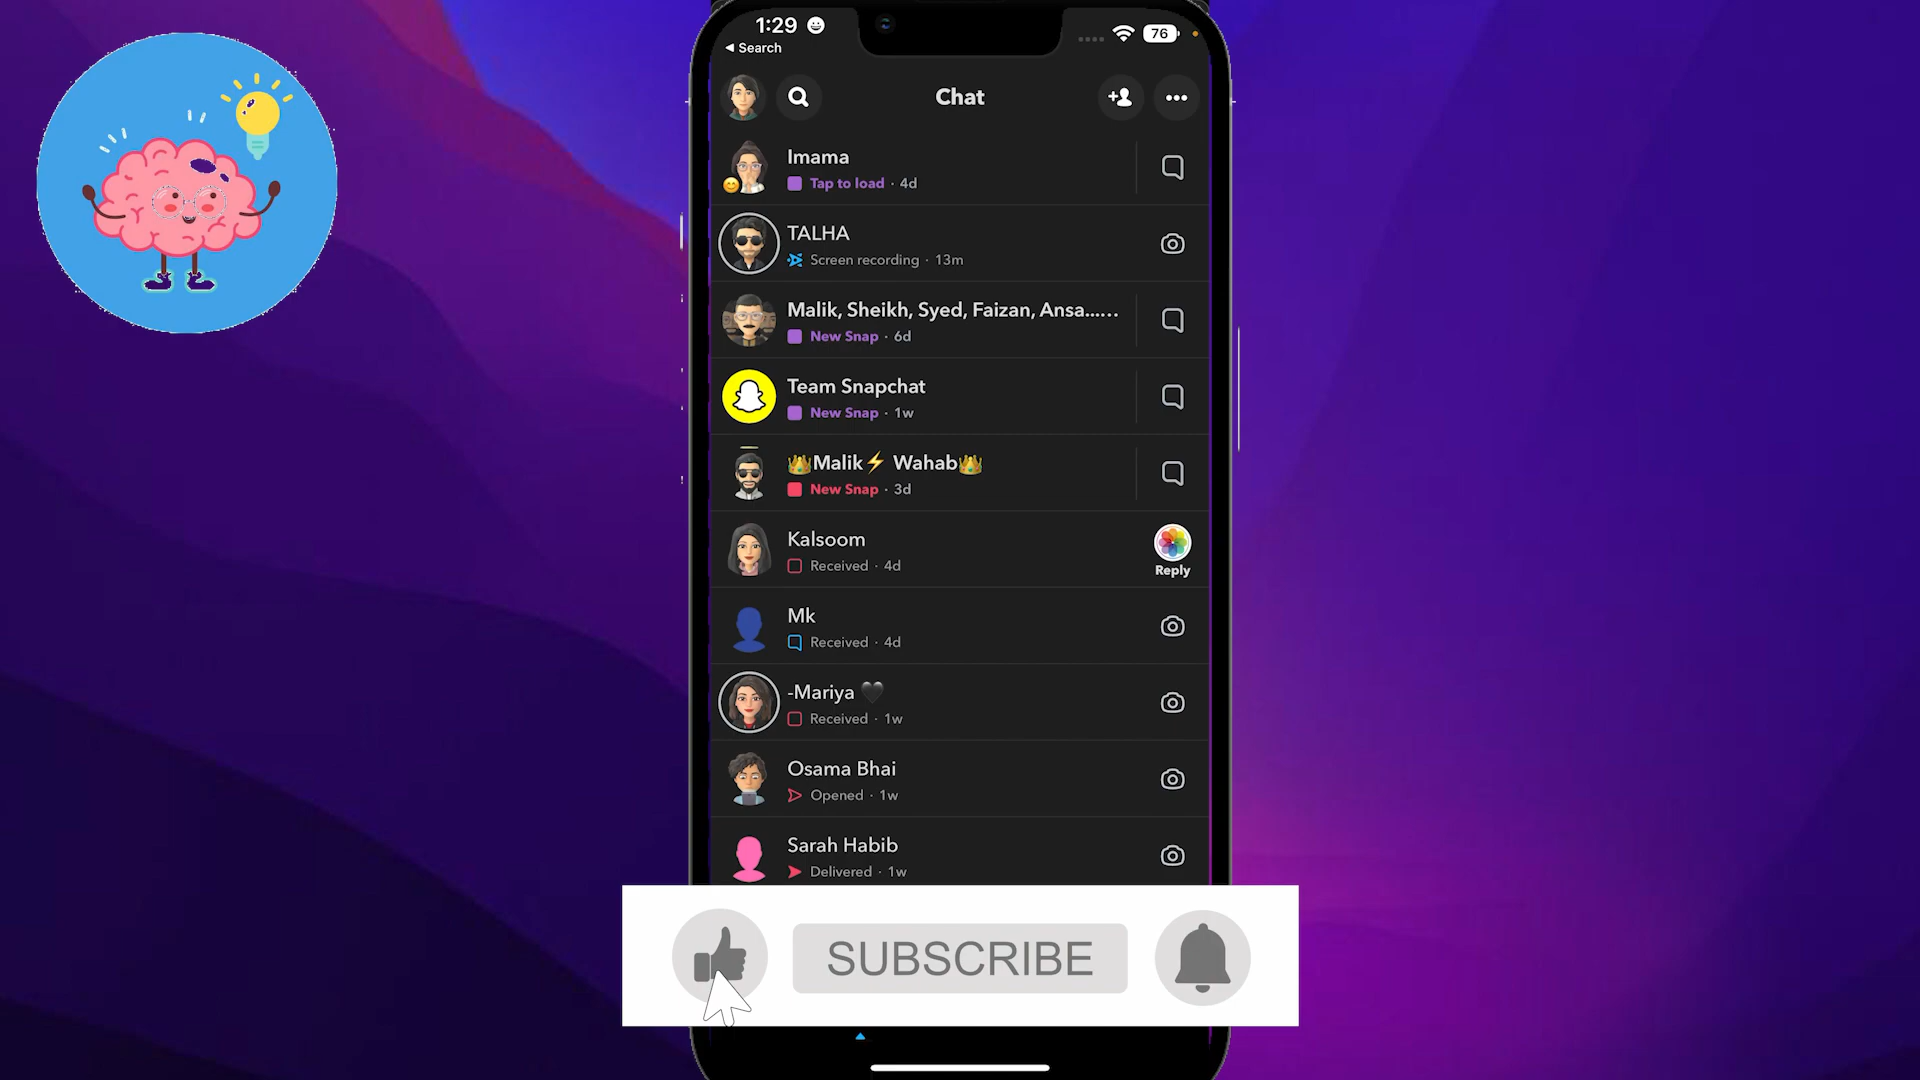 1:29
76
◀ Search
Chat
Imama
Tap to load · 4d
TALHA
Screen recording · 13m
Malik, Sheikh, Syed, Faizan, Ansa......
New Snap · 6d
Team Snapchat
New Snap · 1w
👑Malik⚡ Wahab👑
New Snap · 3d
Kalsoom
Received · 4d
Reply
Mk
Received · 4d
-Mariya 🖤
Received · 1w
Osama Bhai
Opened · 1w
Sarah Habib
Delivered · 1w
SUBSCRIBE